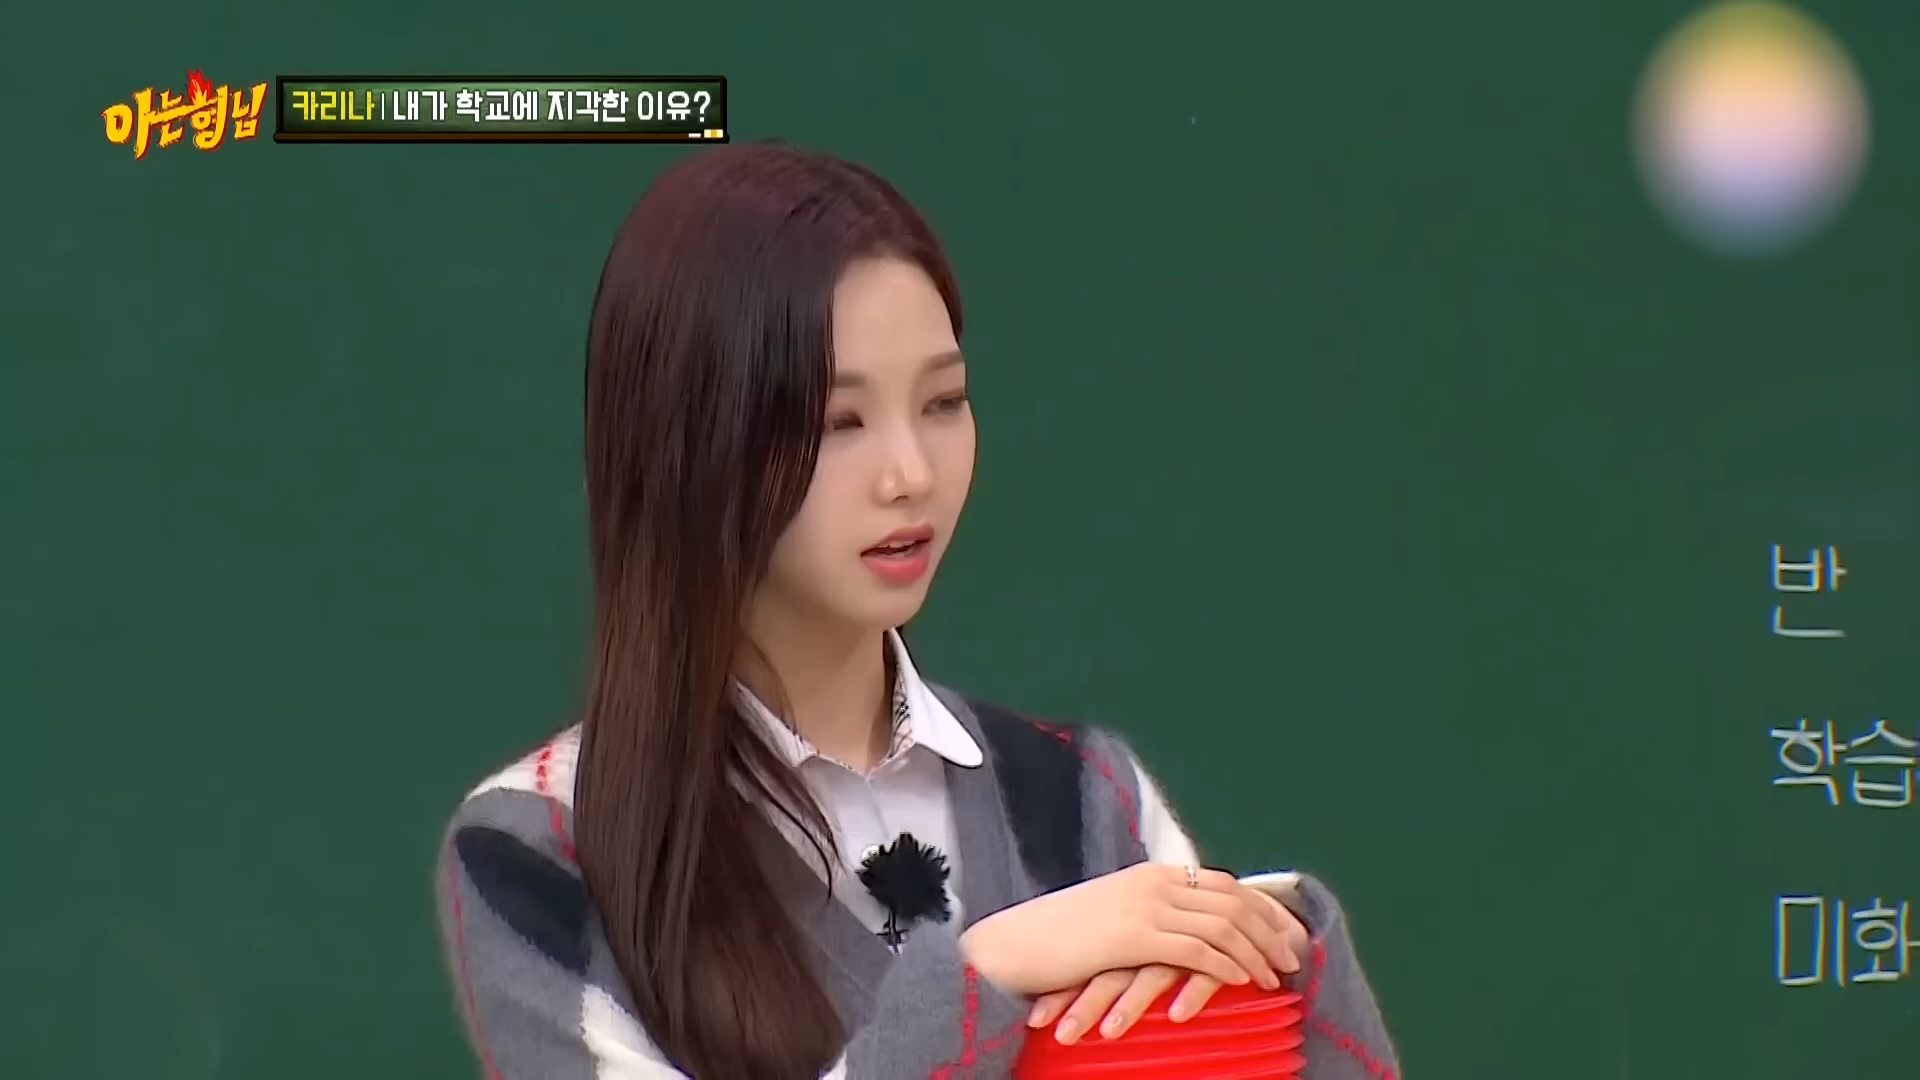 아는형님
카리나 | 내가 학교에 지각한 이유?
반
학습
미화